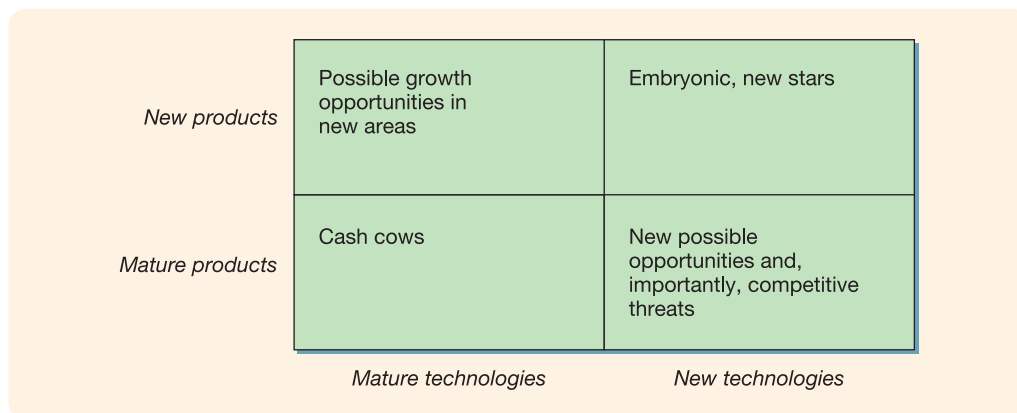 New products
Possible growth
opportunities in
new areas
Embryonic, new stars
Mature products
Cash cows
New possible
opportunities and,
importantly, competitive
threats
Mature technologies
New technologies